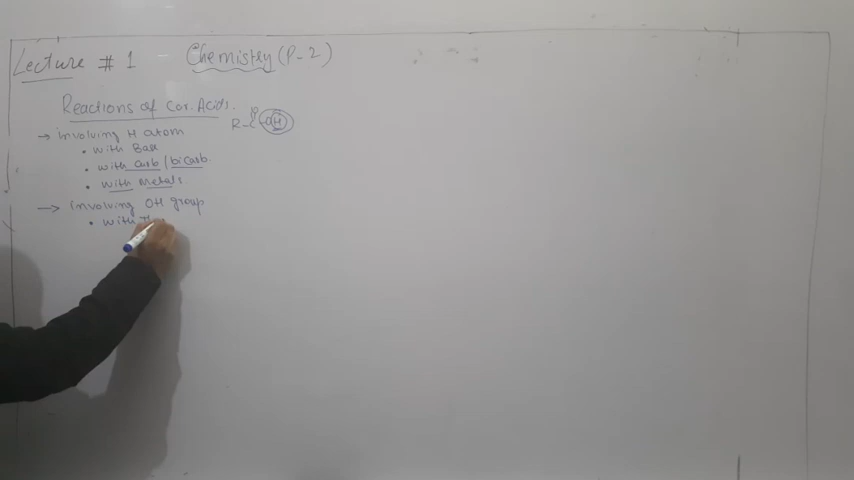 Lecture # 1 Chemistry (P-2)
Reactions of Car. Acids.
O
R-C-OH
→ involving H atom
• with Base
• with carb/bicarb.
• with Metals
→ involving OH group
• with